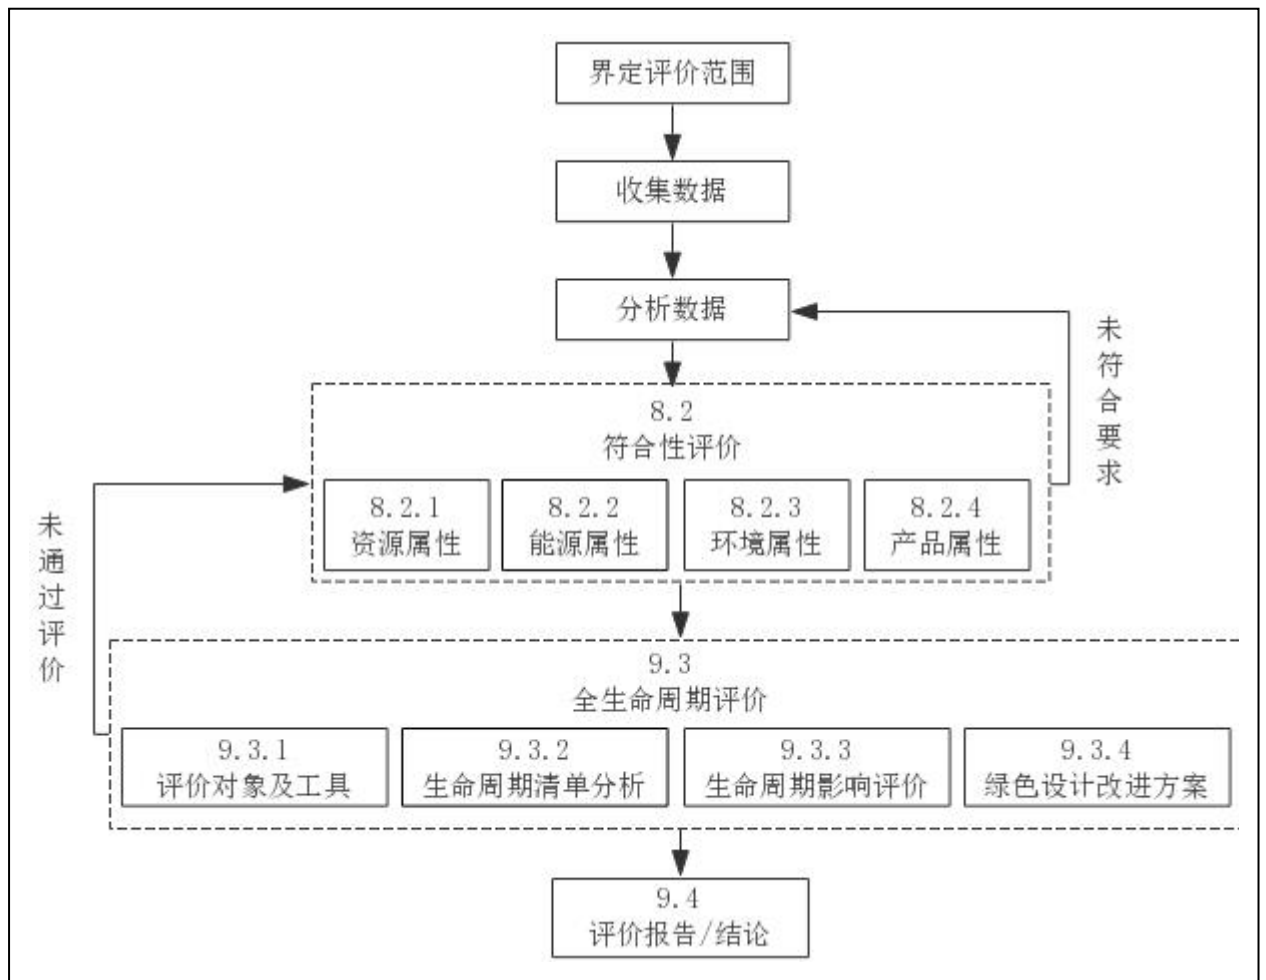 界定评价范围
收集数据
分析数据
未符合要求
8.2
符合性评价
8.2.1
资源属性
8.2.2
能源属性
8.2.3
环境属性
8.2.4
产品属性
未通过评价
9.3
全生命周期评价
9.3.1
评价对象及工具
9.3.2
生命周期清单分析
9.3.3
生命周期影响评价
9.3.4
绿色设计改进方案
9.4
评价报告/结论